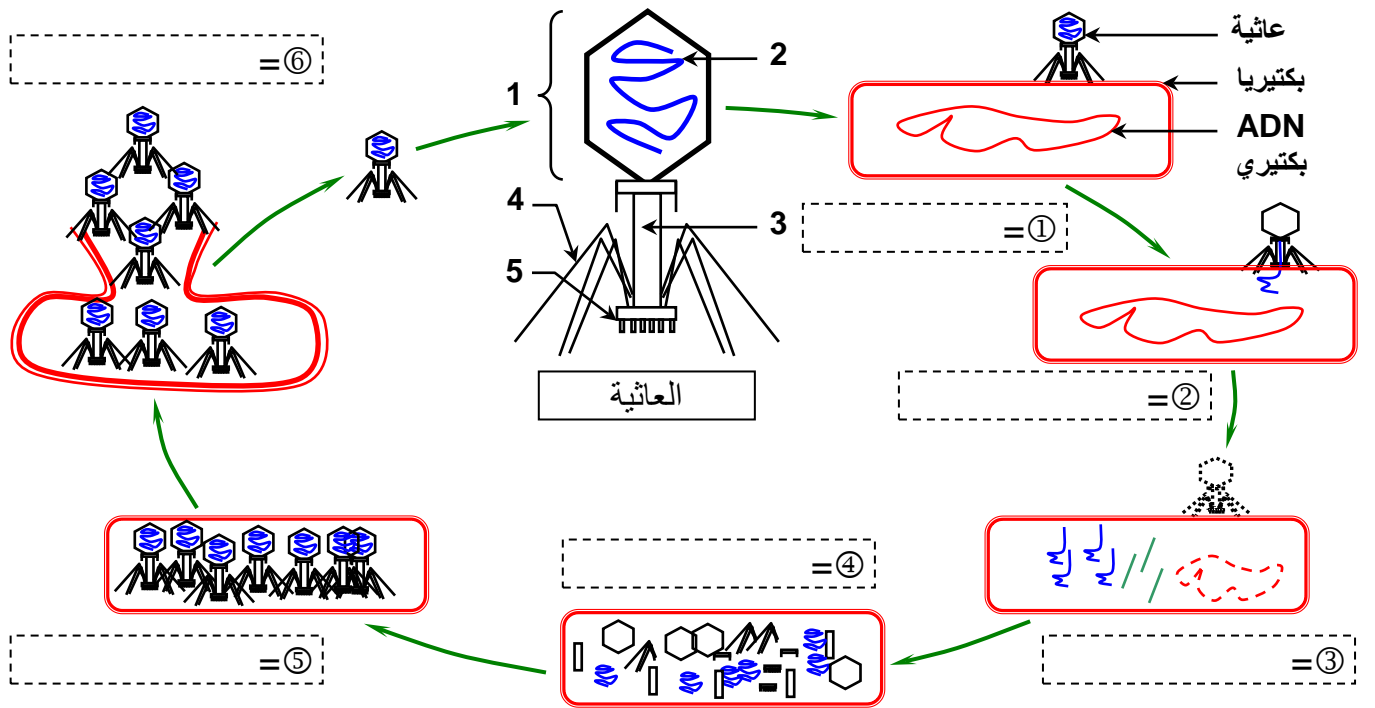 =⑥
1
2
3
4
5
العاثية
عاثية
بكتيريا
ADN
بكتيري
=①
=②
=③
=④
=⑤